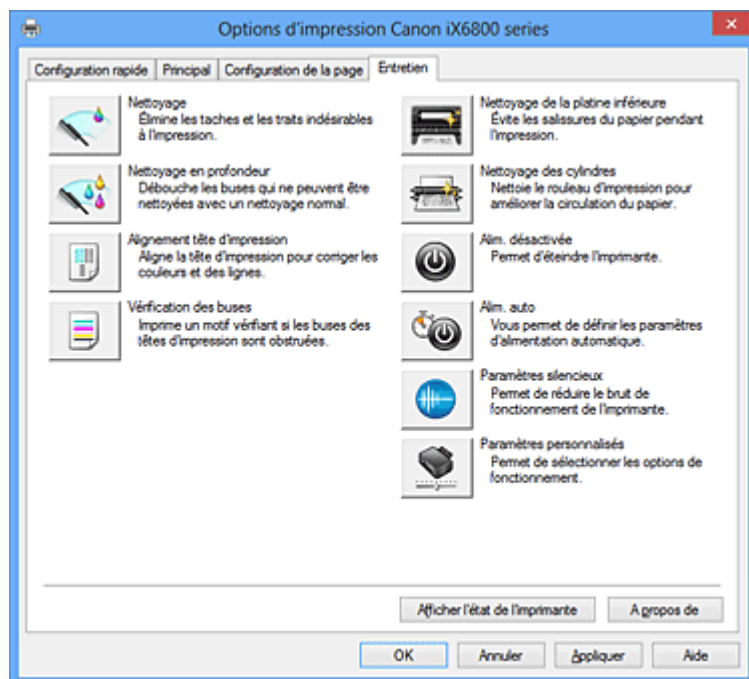 Options d'impression Canon iX6800 series
Configuration rapide
Principal
Configuration de la page
Entretien
Nettoyage
Élimine les taches et les traits indésirables
à l'impression.
Nettoyage en profondeur
Débouche les buses qui ne peuvent être
nettoyées avec un nettoyage normal.
Alignement tête d'impression
Aligne la tête d'impression pour corriger les
couleurs et des lignes.
Vérification des buses
Imprime un motif vérifiant si les buses des
têtes d'impression sont obstruées.
Nettoyage de la platine inférieure
Évite les salissures du papier pendant
l'impression.
Nettoyage des cylindres
Nettoie le rouleau d'impression pour
améliorer la circulation du papier.
Alim. désactivée
Permet d'éteindre l'imprimante.
Alim. auto
Vous permet de définir les paramètres
d'alimentation automatique.
Paramètres silencieux
Permet de réduire le bruit de
fonctionnement de l'imprimante.
Paramètres personnalisés
Permet de sélectionner les options de
fonctionnement.
Afficher l'état de l'imprimante
A propos de
OK
Annuler
Appliquer
Aide